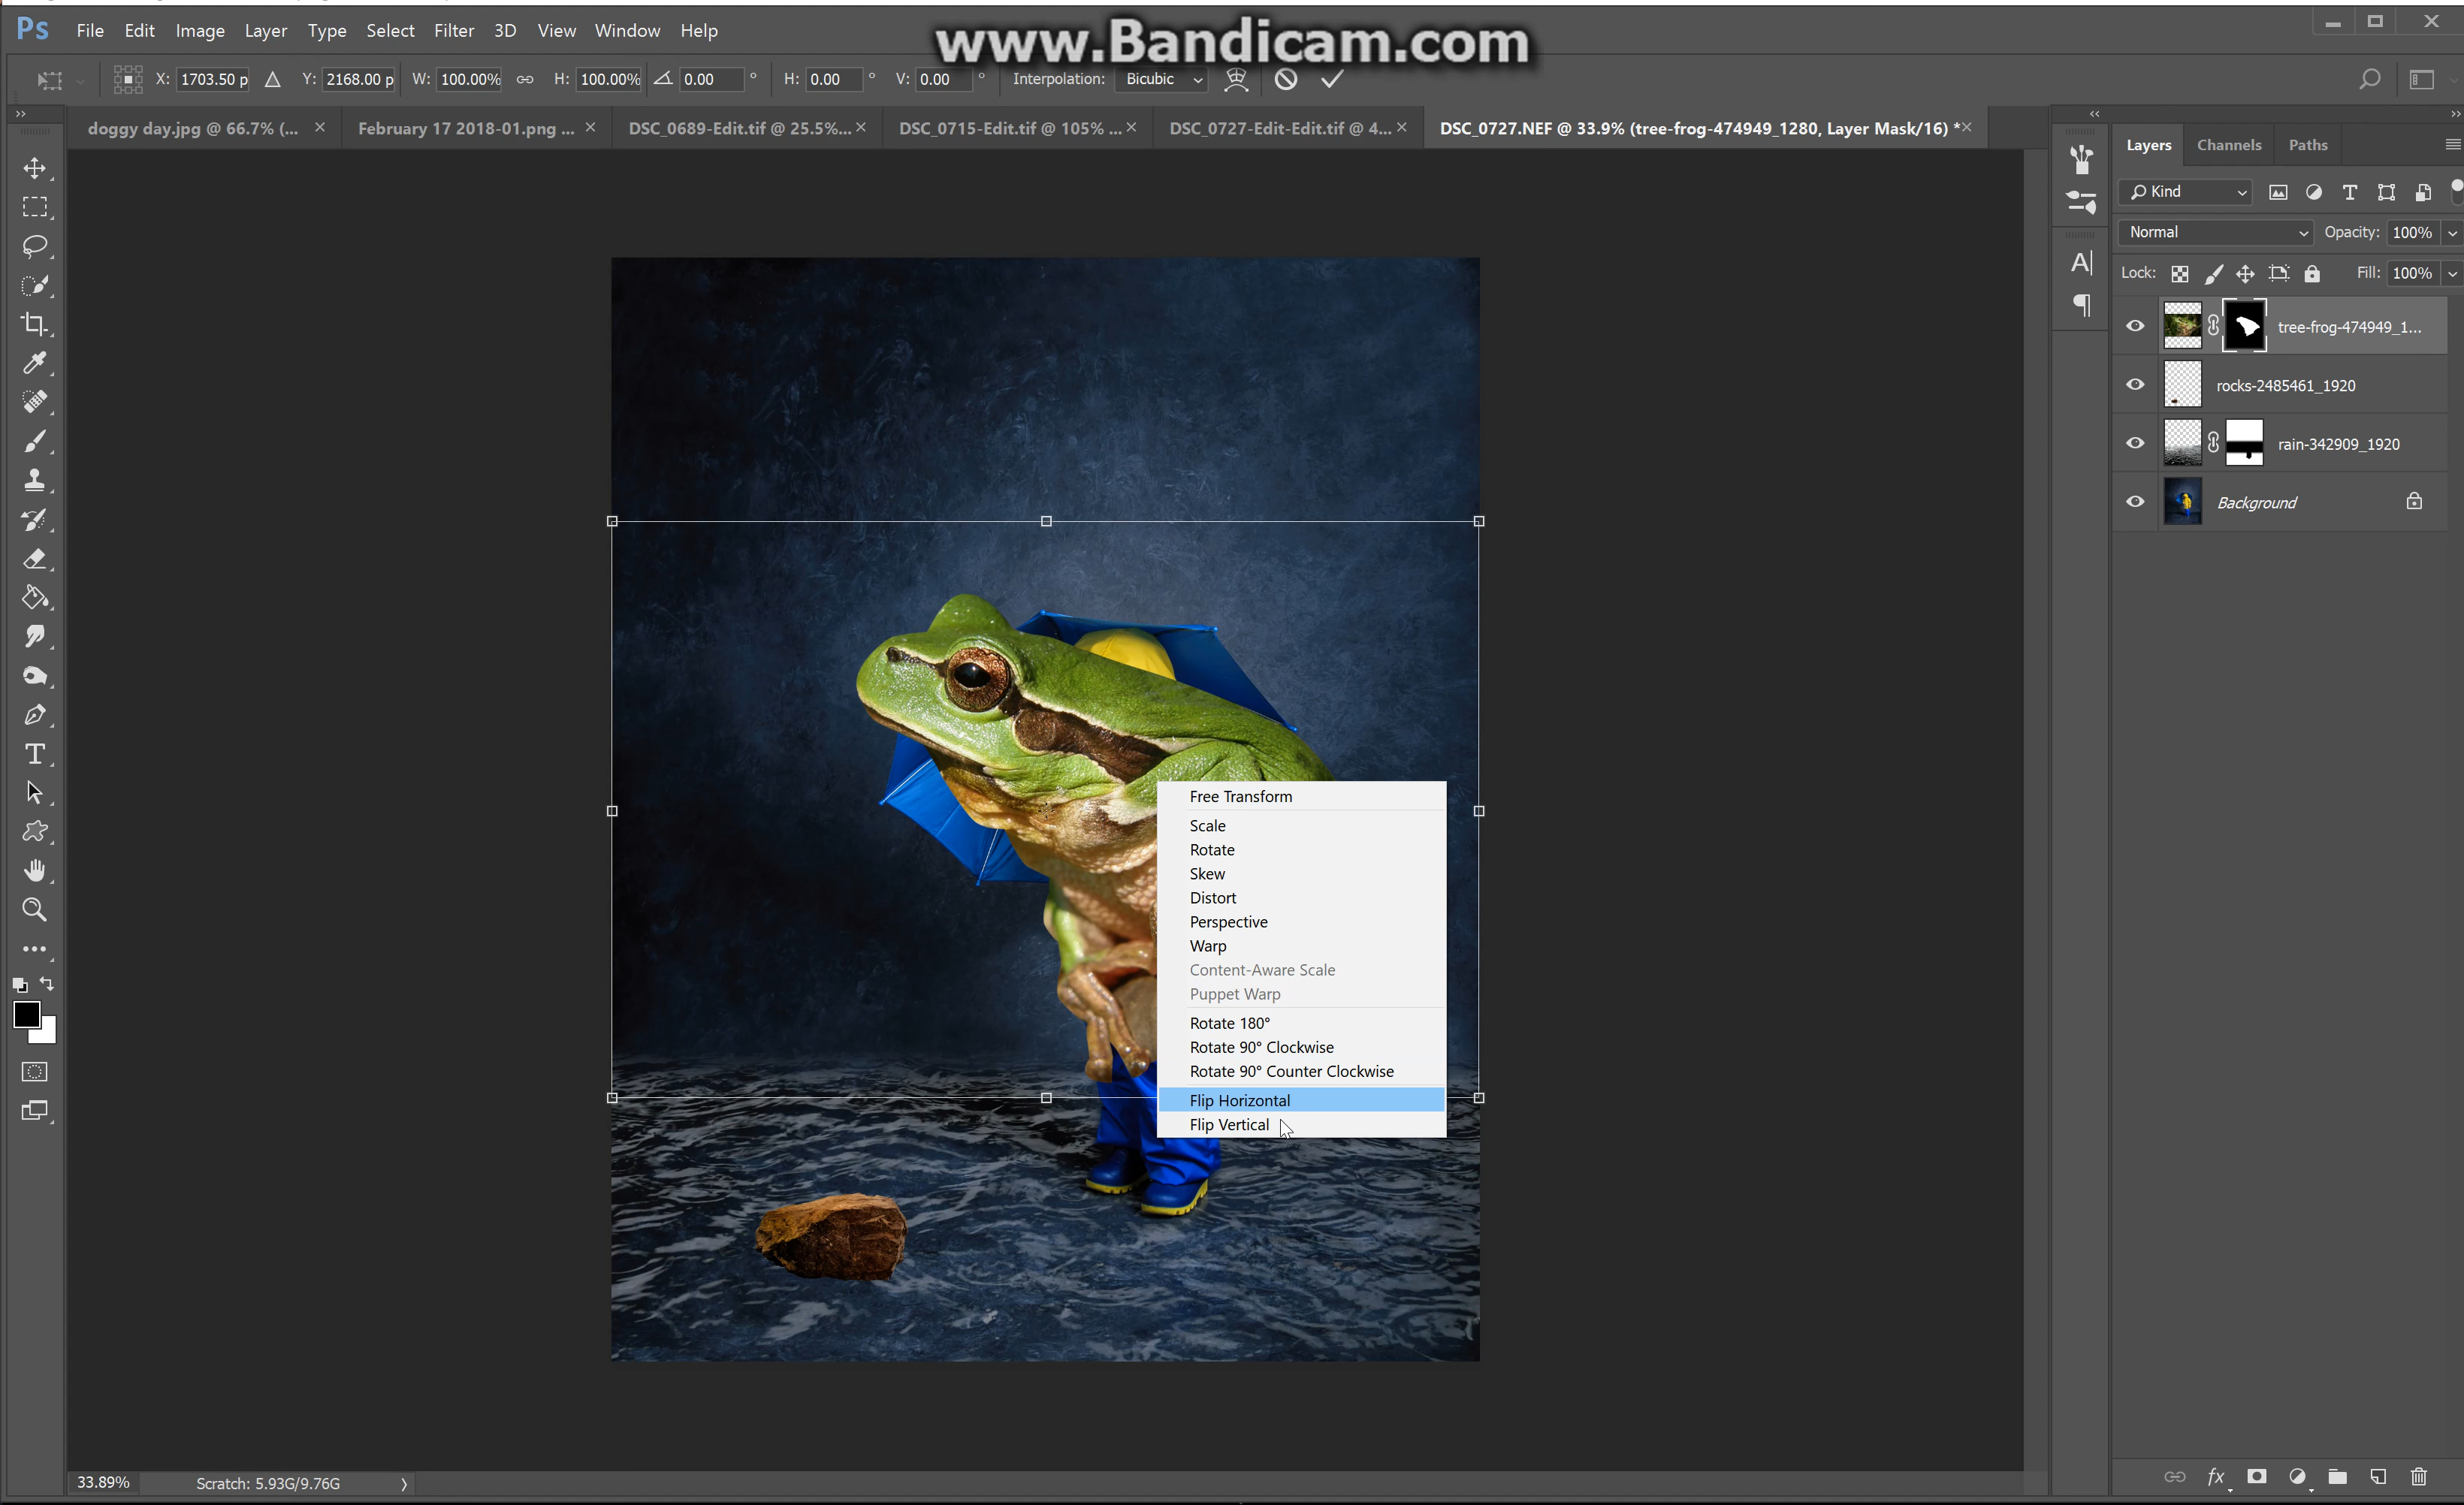 www.Bandicam.com
Ps File Edit Image Layer Type Select Filter 3D View Window Help
X: 1703.50 p Y: 2168.00 p W: 100.00% H: 100.00% 0.00 ° H: 0.00 ° V: 0.00 ° Interpolation: Bicubic
doggy day.jpg @ 66.7% (... × February 17 2018-01.png ... × DSC_0689-Edit.tif @ 25.5%... × DSC_0715-Edit.tif @ 105% ... × DSC_0727-Edit-Edit.tif @ 4... × DSC_0727.NEF @ 33.9% (tree-frog-474949_1280, Layer Mask/16) * ×
Layers Channels Paths
Kind
Normal Opacity: 100%
Lock: Fill: 100%
tree-frog-474949_1...
rocks-2485461_1920
rain-342909_1920
Background
Free Transform
Scale
Rotate
Skew
Distort
Perspective
Warp
Content-Aware Scale
Puppet Warp
Rotate 180°
Rotate 90° Clockwise
Rotate 90° Counter Clockwise
Flip Horizontal
Flip Vertical
33.89% Scratch: 5.93G/9.76G
fx